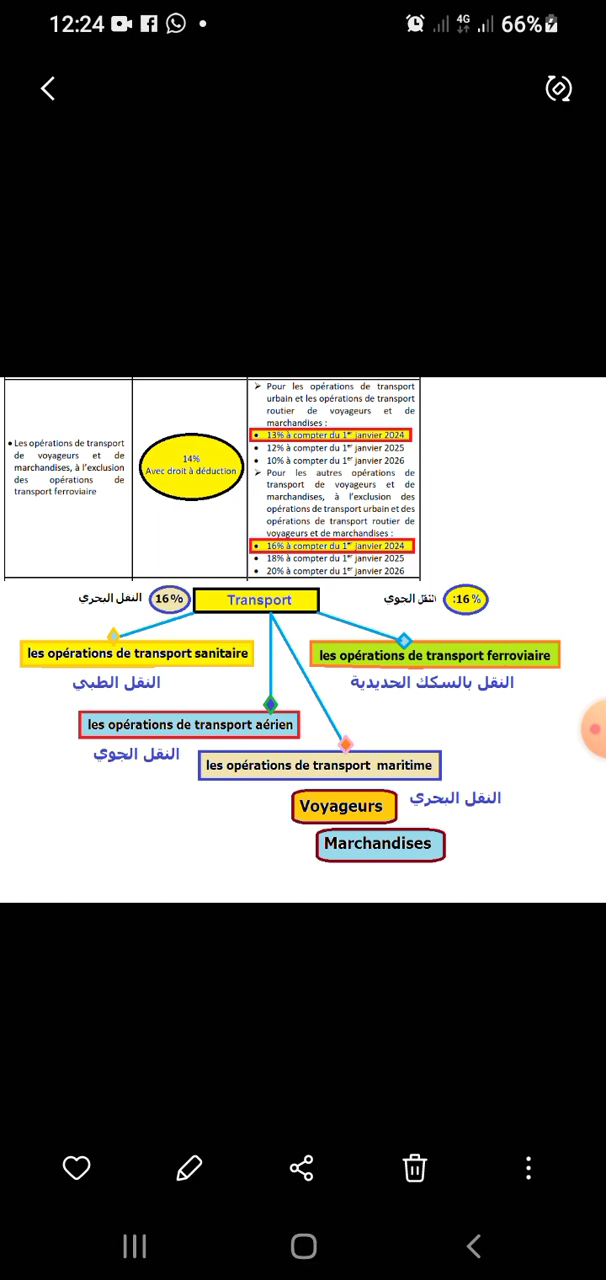 12:24
4G
66%
• Les opérations de transport
de voyageurs et de
marchandises, à l'exclusion
des opérations de
transport ferroviaire
14%
Avec droit à déduction
➢ Pour les opérations de transport
urbain et les opérations de transport
routier de voyageurs et de
marchandises :
• 13% à compter du 1er janvier 2024
• 12% à compter du 1er janvier 2025
• 10% à compter du 1er janvier 2026
➢ Pour les autres opérations de
transport de voyageurs et de
marchandises, à l'exclusion des
opérations de transport urbain et des
opérations de transport routier de
voyageurs et de marchandises :
• 16% à compter du 1er janvier 2024
• 18% à compter du 1er janvier 2025
• 20% à compter du 1er janvier 2026
النقل البحري
16%
Transport
النقل الجوي
:16%
les opérations de transport sanitaire
les opérations de transport ferroviaire
النقل الطبي
النقل بالسكك الحديدية
les opérations de transport aérien
النقل الجوي
les opérations de transport maritime
Voyageurs
النقل البحري
Marchandises